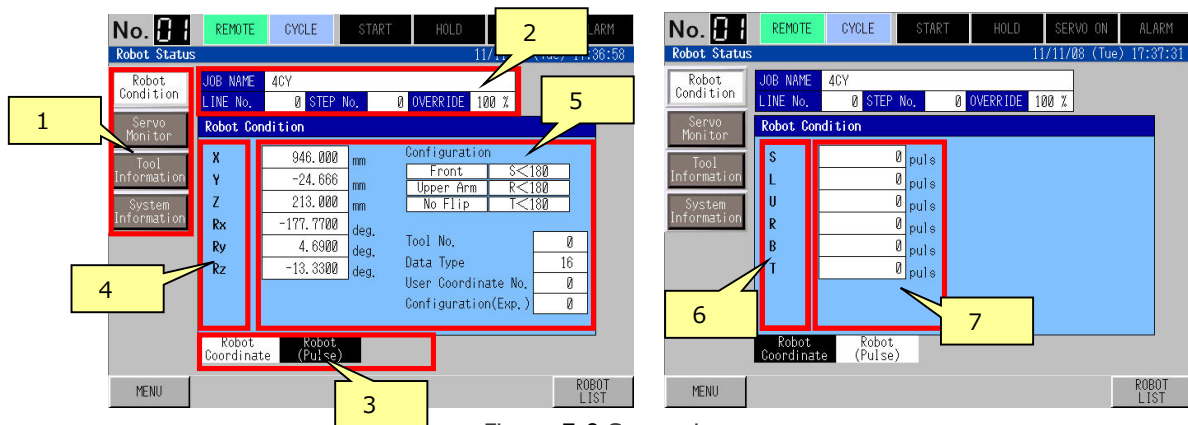 No. 01 REMOTE CYCLE START HOLD ALARM
Robot Status 11/11/08 (Tue) 17:36:58
Robot Condition
Servo Monitor
Tool Information
System Information
JOB NAME 4CY
LINE No. 0 STEP No. 0 OVERRIDE 100 %
Robot Condition
X 946.000 mm
Y -24.666 mm
Z 213.000 mm
Rx -177.7700 deg.
Ry 4.6900 deg.
Rz -13.3300 deg.
Configuration
Front S<180
Upper Arm R<180
No Flip T<180
Tool No. 0
Data Type 16
User Coordinate No. 0
Configuration(Exp.) 0
Robot Coordinate
Robot (Pulse)
MENU
ROBOT LIST
1
2
3
4
5
No. 01 REMOTE CYCLE START HOLD SERVO ON ALARM
Robot Status 11/11/08 (Tue) 17:37:31
Robot Condition
Servo Monitor
Tool Information
System Information
JOB NAME 4CY
LINE No. 0 STEP No. 0 OVERRIDE 100 %
Robot Condition
S 0 puls
L 0 puls
U 0 puls
R 0 puls
B 0 puls
T 0 puls
Robot Coordinate
Robot (Pulse)
MENU
ROBOT LIST
6
7